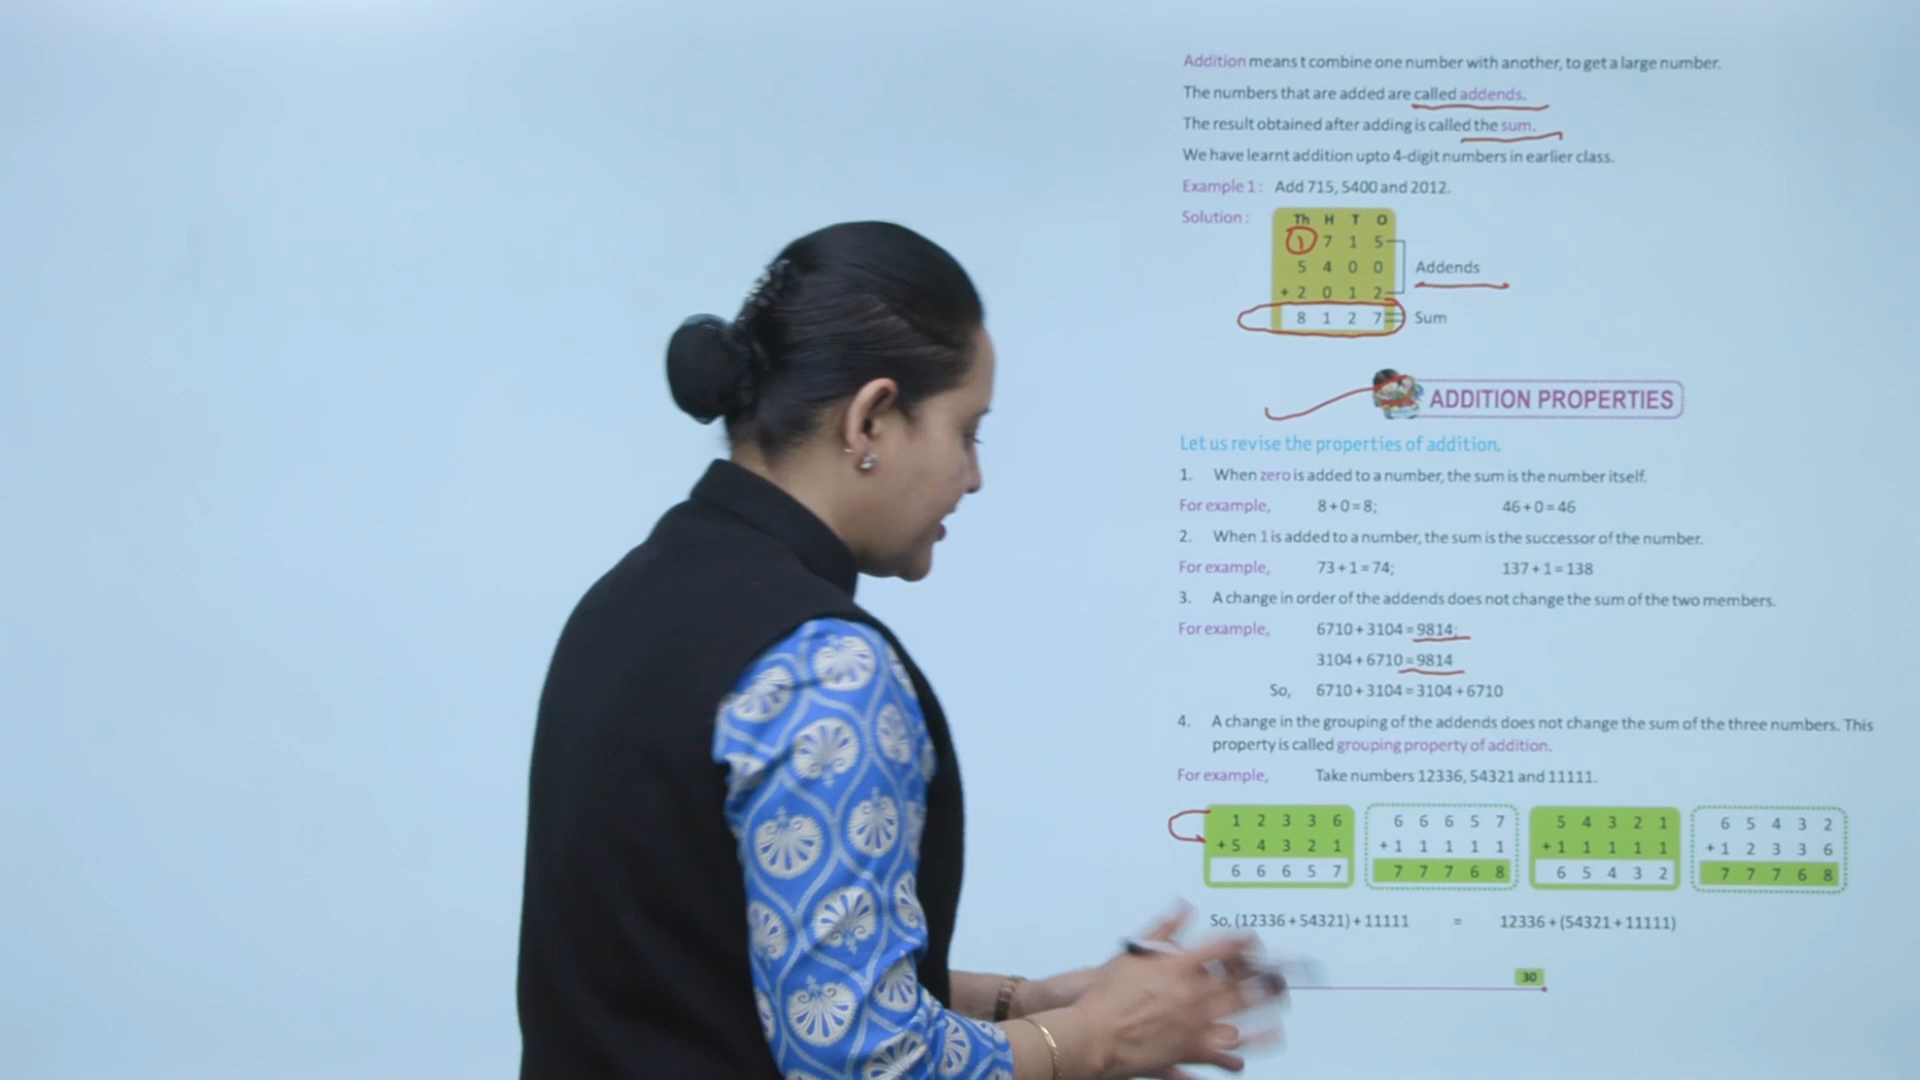 Addition means t combine one number with another, to get a large number.
The numbers that are added are called addends.
The result obtained after adding is called the sum.
We have learnt addition upto 4-digit numbers in earlier class.
Example 1 : Add 715, 5400 and 2012.
Solution :
Th H T O
1 7 1 5
5 4 0 0
Addends
+ 2 0 1 2
8 1 2 7 = Sum
ADDITION PROPERTIES
Let us revise the properties of addition.
1. When zero is added to a number, the sum is the number itself.
For example, 8 + 0 = 8; 46 + 0 = 46
2. When 1 is added to a number, the sum is the successor of the number.
For example, 73 + 1 = 74; 137 + 1 = 138
3. A change in order of the addends does not change the sum of the two members.
For example, 6710 + 3104 = 9814;
3104 + 6710 = 9814
So, 6710 + 3104 = 3104 + 6710
4. A change in the grouping of the addends does not change the sum of the three numbers. This
property is called grouping property of addition.
For example, Take numbers 12336, 54321 and 11111.
1 2 3 3 6 6 6 6 5 7 5 4 3 2 1 6 5 4 3 2
+ 5 4 3 2 1 + 1 1 1 1 1 + 1 1 1 1 1 + 1 2 3 3 6
6 6 6 5 7 7 7 7 6 8 6 5 4 3 2 7 7 7 6 8
So, (12336 + 54321) + 11111 = 12336 + (54321 + 11111)
30